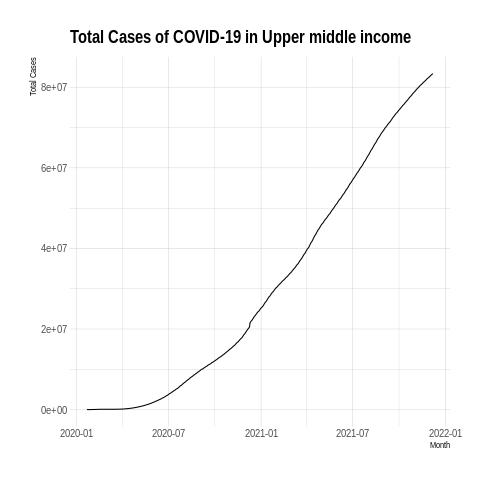 Total Cases of COVID-19 in Upper middle income
Total Cases
8e+07
6e+07
4e+07
2e+07
0e+00
2020-01 2020-07 2021-01 2021-07 2022-01
Month